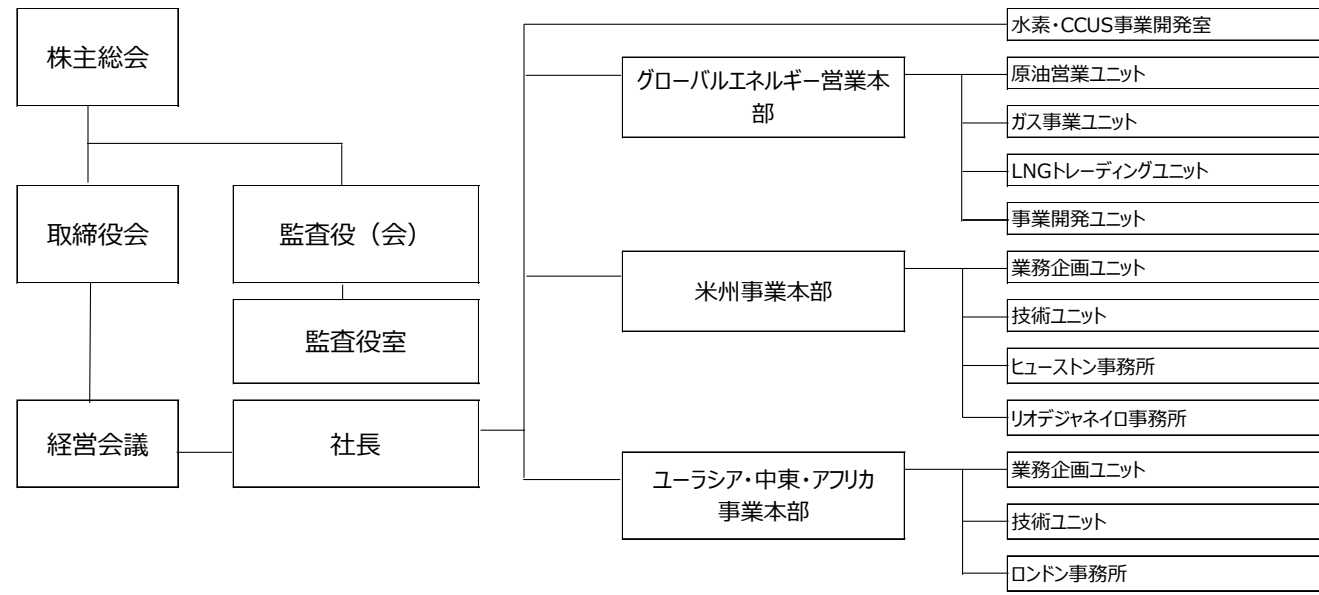 株主総会
取締役会
監査役（会）
監査役室
経営会議
社長
水素・CCUS事業開発室
グローバルエネルギー営業本
部
原油営業ユニット
ガス事業ユニット
LNGトレーディングユニット
事業開発ユニット
米州事業本部
業務企画ユニット
技術ユニット
ヒューストン事務所
リオデジャネイロ事務所
ユーラシア・中東・アフリカ
事業本部
業務企画ユニット
技術ユニット
ロンドン事務所